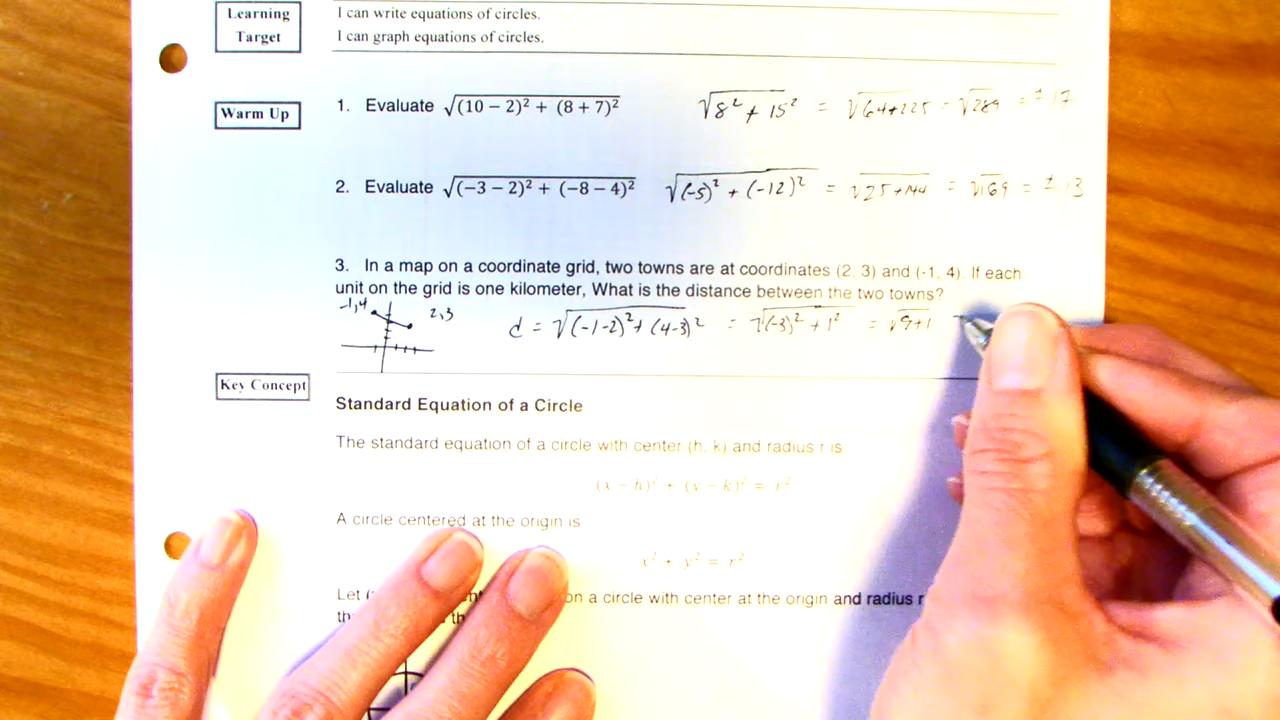 Learning Target
I can write equations of circles.
I can graph equations of circles.
Warm Up
1. Evaluate √(10 − 2)² + (8 + 7)² √8² + 15² = √64+225 = √289 = ± 17
2. Evaluate √(−3 − 2)² + (−8 − 4)² √(-5)² + (-12)² = √25+144 = √169 = ± 13
3. In a map on a coordinate grid, two towns are at coordinates (2, 3) and (-1, 4). If each
unit on the grid is one kilometer, What is the distance between the two towns?
-1,4 2,3 d = √(-1-2)²+ (4-3)² = √(-3)² + 1² = √9+1
Key Concept
Standard Equation of a Circle
The standard equation of a circle with center (h, k) and radius r is
(x − h)² + (y − k)² = r²
A circle centered at the origin is
x² + y² = r²
Let on a circle with center at the origin and radius r